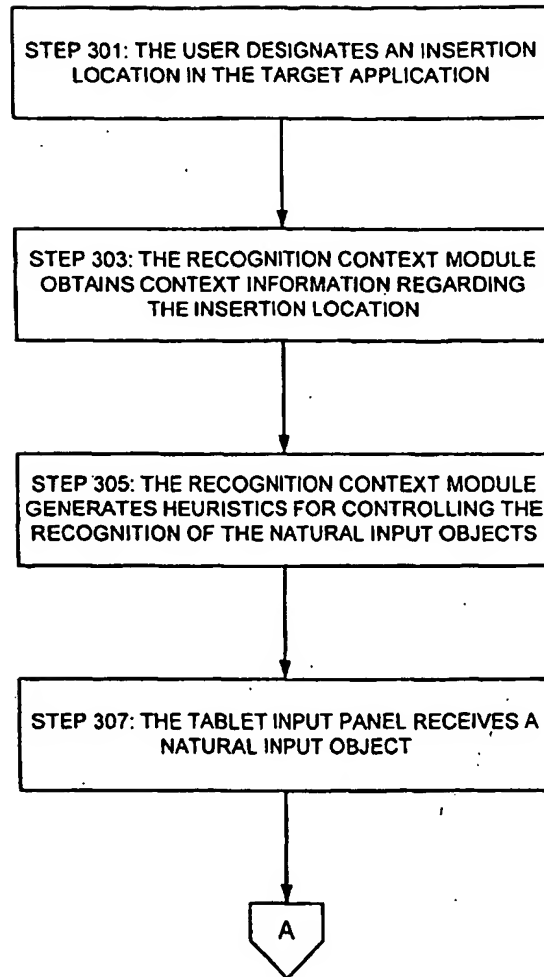 STEP 301: THE USER DESIGNATES AN INSERTION
LOCATION IN THE TARGET APPLICATION
STEP 303: THE RECOGNITION CONTEXT MODULE
OBTAINS CONTEXT INFORMATION REGARDING
THE INSERTION LOCATION
STEP 305: THE RECOGNITION CONTEXT MODULE
GENERATES HEURISTICS FOR CONTROLLING THE
RECOGNITION OF THE NATURAL INPUT OBJECTS
STEP 307: THE TABLET INPUT PANEL RECEIVES A
NATURAL INPUT OBJECT
A